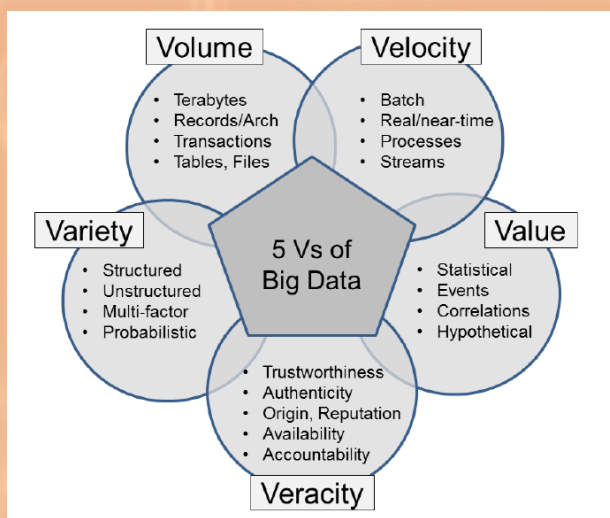 Volume
• Terabytes
• Records/Arch
• Transactions
• Tables, Files
Velocity
• Batch
• Real/near-time
• Processes
• Streams
Variety
• Structured
• Unstructured
• Multi-factor
• Probabilistic
5 Vs of
Big Data
Value
• Statistical
• Events
• Correlations
• Hypothetical
• Trustworthiness
• Authenticity
• Origin, Reputation
• Availability
• Accountability
Veracity